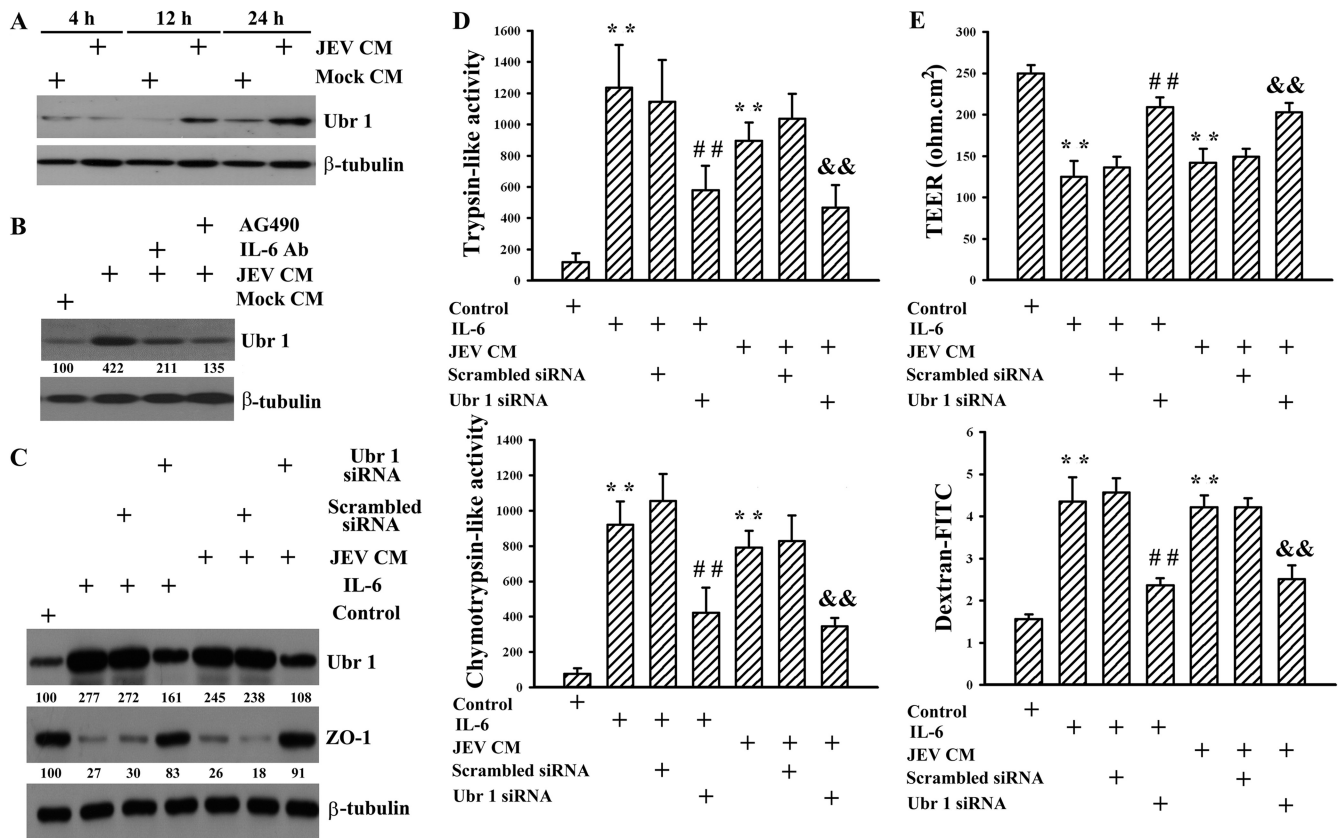 A
4 h 12 h 24 h
+ + + JEV CM
+ + + Mock CM
Ubr 1
β-tubulin
B
+ AG490
+ IL-6 Ab
+ + + JEV CM
+ Mock CM
Ubr 1
100 422 211 135
β-tubulin
C
+ + Ubr 1
siRNA
+ + Scrambled
siRNA
+ + + JEV CM
+ + + IL-6
+ Control
Ubr 1
100 277 272 161 245 238 108
ZO-1
100 27 30 83 26 18 91
β-tubulin
D
Trypsin-like activity
1600
1400
1200
1000
800
600
400
200
0
** ## ** &&
Control +
IL-6 + + +
JEV CM + + +
Scrambled siRNA + +
Ubr 1 siRNA + +
Chymotrypsin-like activity
1400
1200
1000
800
600
400
200
0
** ## ** &&
Control +
IL-6 + + +
JEV CM + + +
Scrambled siRNA + +
Ubr 1 siRNA + +
E
TEER (ohm.cm²)
300
250
200
150
100
50
0
** ## ** &&
Control +
IL-6 + + +
JEV CM + + +
Scrambled siRNA + +
Ubr 1 siRNA + +
Dextran-FITC
6
5
4
3
2
1
0
** ## ** &&
Control +
IL-6 + + +
JEV CM + + +
Scrambled siRNA + +
Ubr 1 siRNA + +